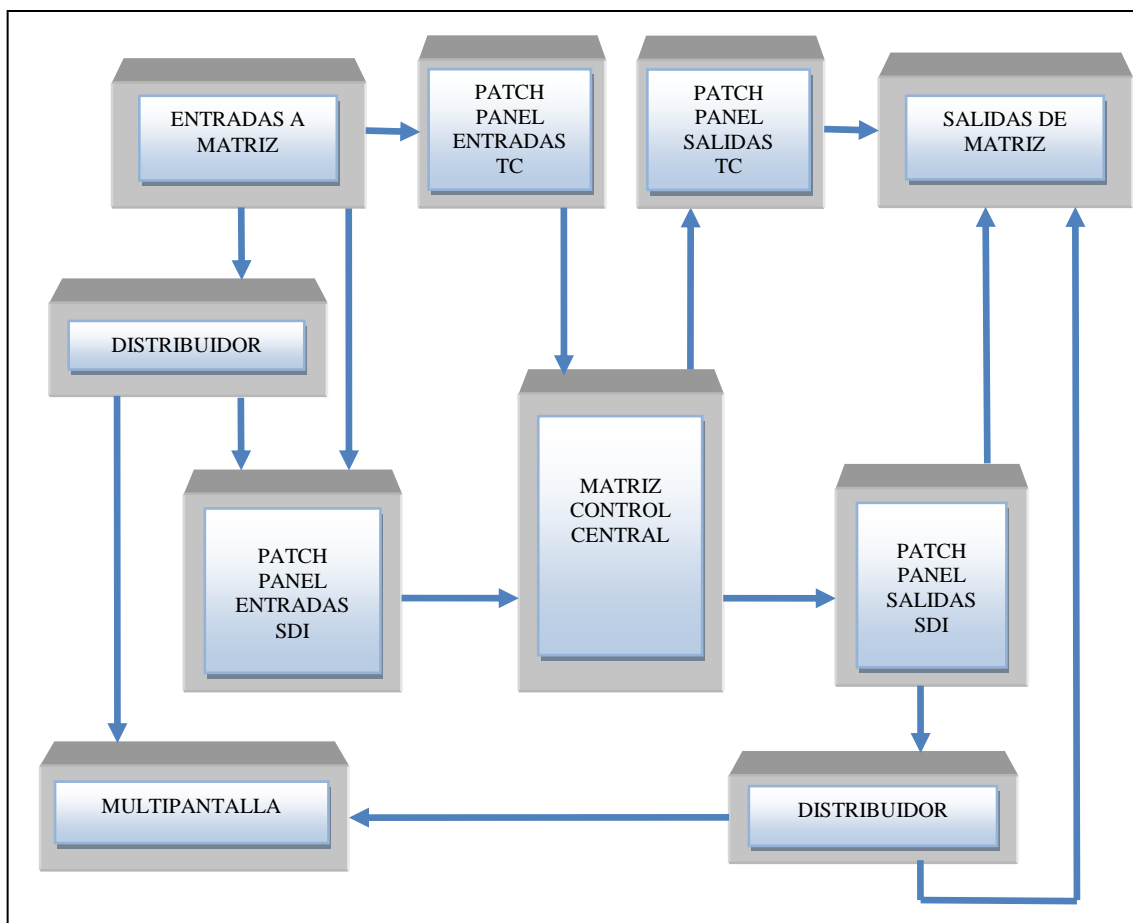 ENTRADAS A
MATRIZ
PATCH
PANEL
ENTRADAS
TC
PATCH
PANEL
SALIDAS
TC
SALIDAS DE
MATRIZ
DISTRIBUIDOR
PATCH
PANEL
ENTRADAS
SDI
MATRIZ
CONTROL
CENTRAL
PATCH
PANEL
SALIDAS
SDI
MULTIPANTALLA
DISTRIBUIDOR